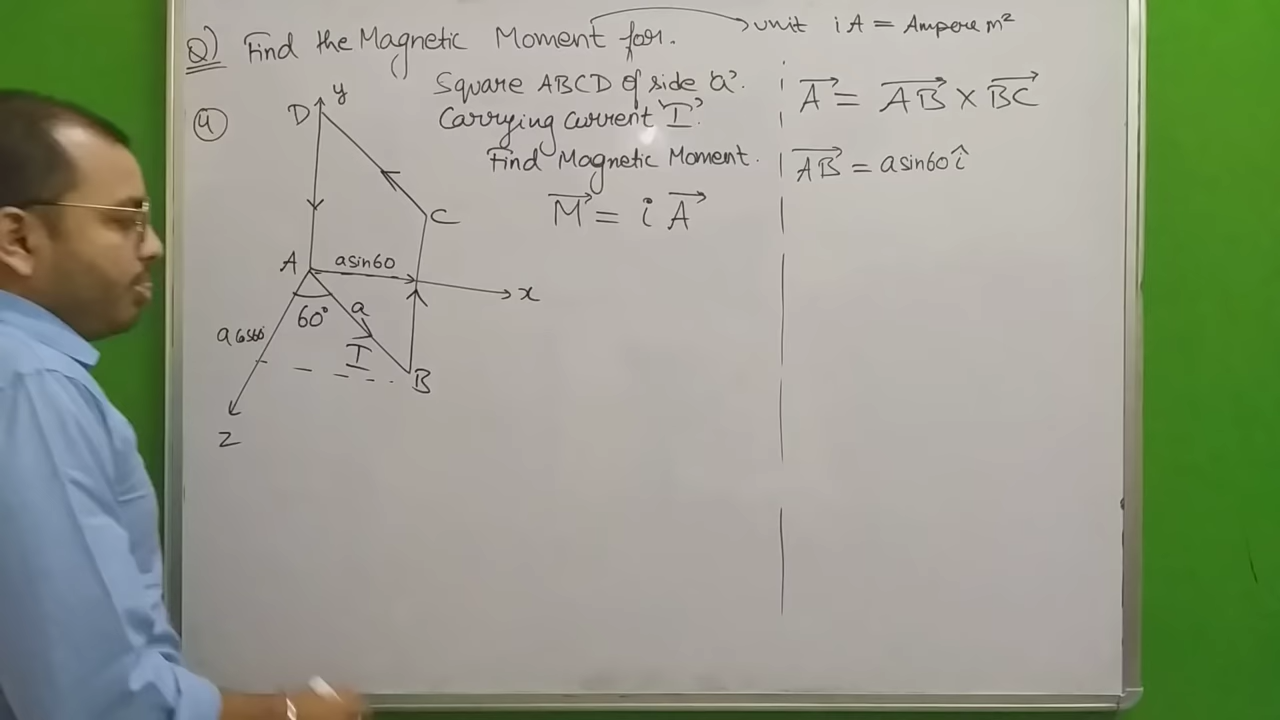 Q) Find the Magnetic Moment for. → unit iA = Ampere m²
Square ABCD of side 'a'.
Carrying current 'I'.
Find Magnetic Moment.
M⃗ = i A⃗
a
D
y
C
A
asin60
x
60°
a
I
B
z
A⃗ = AB⃗ × BC⃗
AB⃗ = a sin60 î